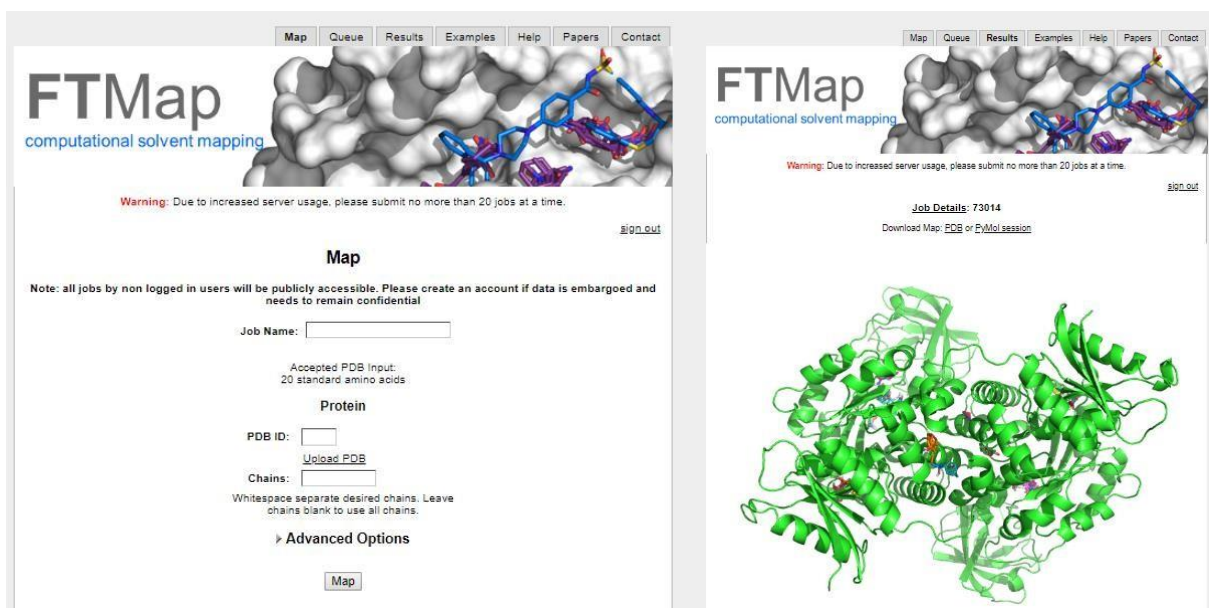 Map Queue Results Examples Help Papers Contact
FTMap
computational solvent mapping
Warning: Due to increased server usage, please submit no more than 20 jobs at a time.
sign out
Map
Note: all jobs by non logged in users will be publicly accessible. Please create an account if data is embargoed and
needs to remain confidential
Job Name:
Accepted PDB Input:
20 standard amino acids
Protein
PDB ID:
Upload PDB
Chains:
Whitespace separate desired chains. Leave
chains blank to use all chains.
Advanced Options
Map
Map Queue Results Examples Help Papers Contact
FTMap
computational solvent mapping
Warning: Due to increased server usage, please submit no more than 20 jobs at a time.
sign out
Job Details: 73014
Download Map: PDB or PyMol session